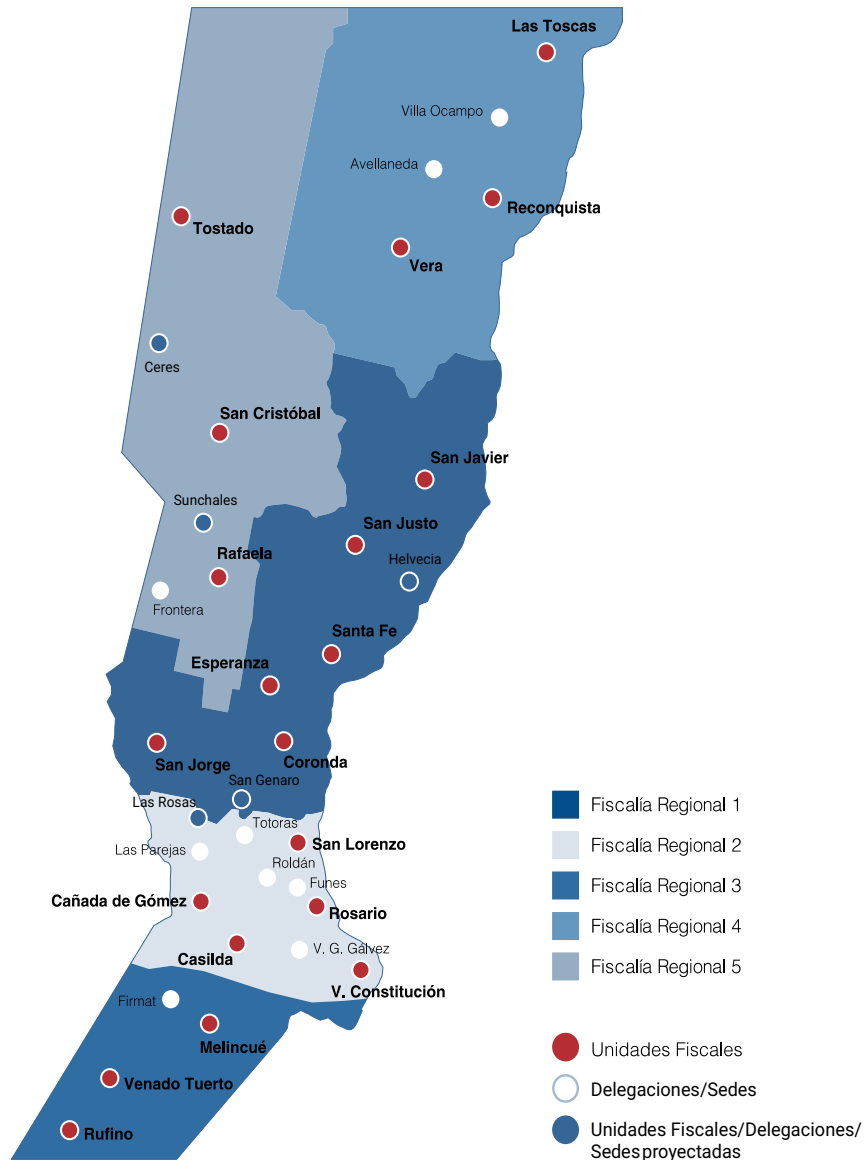 Las Toscas
Villa Ocampo
Avellaneda
Reconquista
Tostado
Vera
Ceres
San Cristóbal
San Javier
Sunchales
San Justo
Rafaela
Helvecia
Frontera
Santa Fe
Esperanza
San Jorge
Coronda
San Genaro
Las Rosas
Totoras
San Lorenzo
Las Parejas
Roldán
Funes
Cañada de Gómez
Rosario
Casilda
V. G. Gálvez
V. Constitución
Firmat
Melincué
Venado Tuerto
Rufino
Fiscalía Regional 1
Fiscalía Regional 2
Fiscalía Regional 3
Fiscalía Regional 4
Fiscalía Regional 5
Unidades Fiscales
Delegaciones/Sedes
Unidades Fiscales/Delegaciones/
Sedesproyectadas